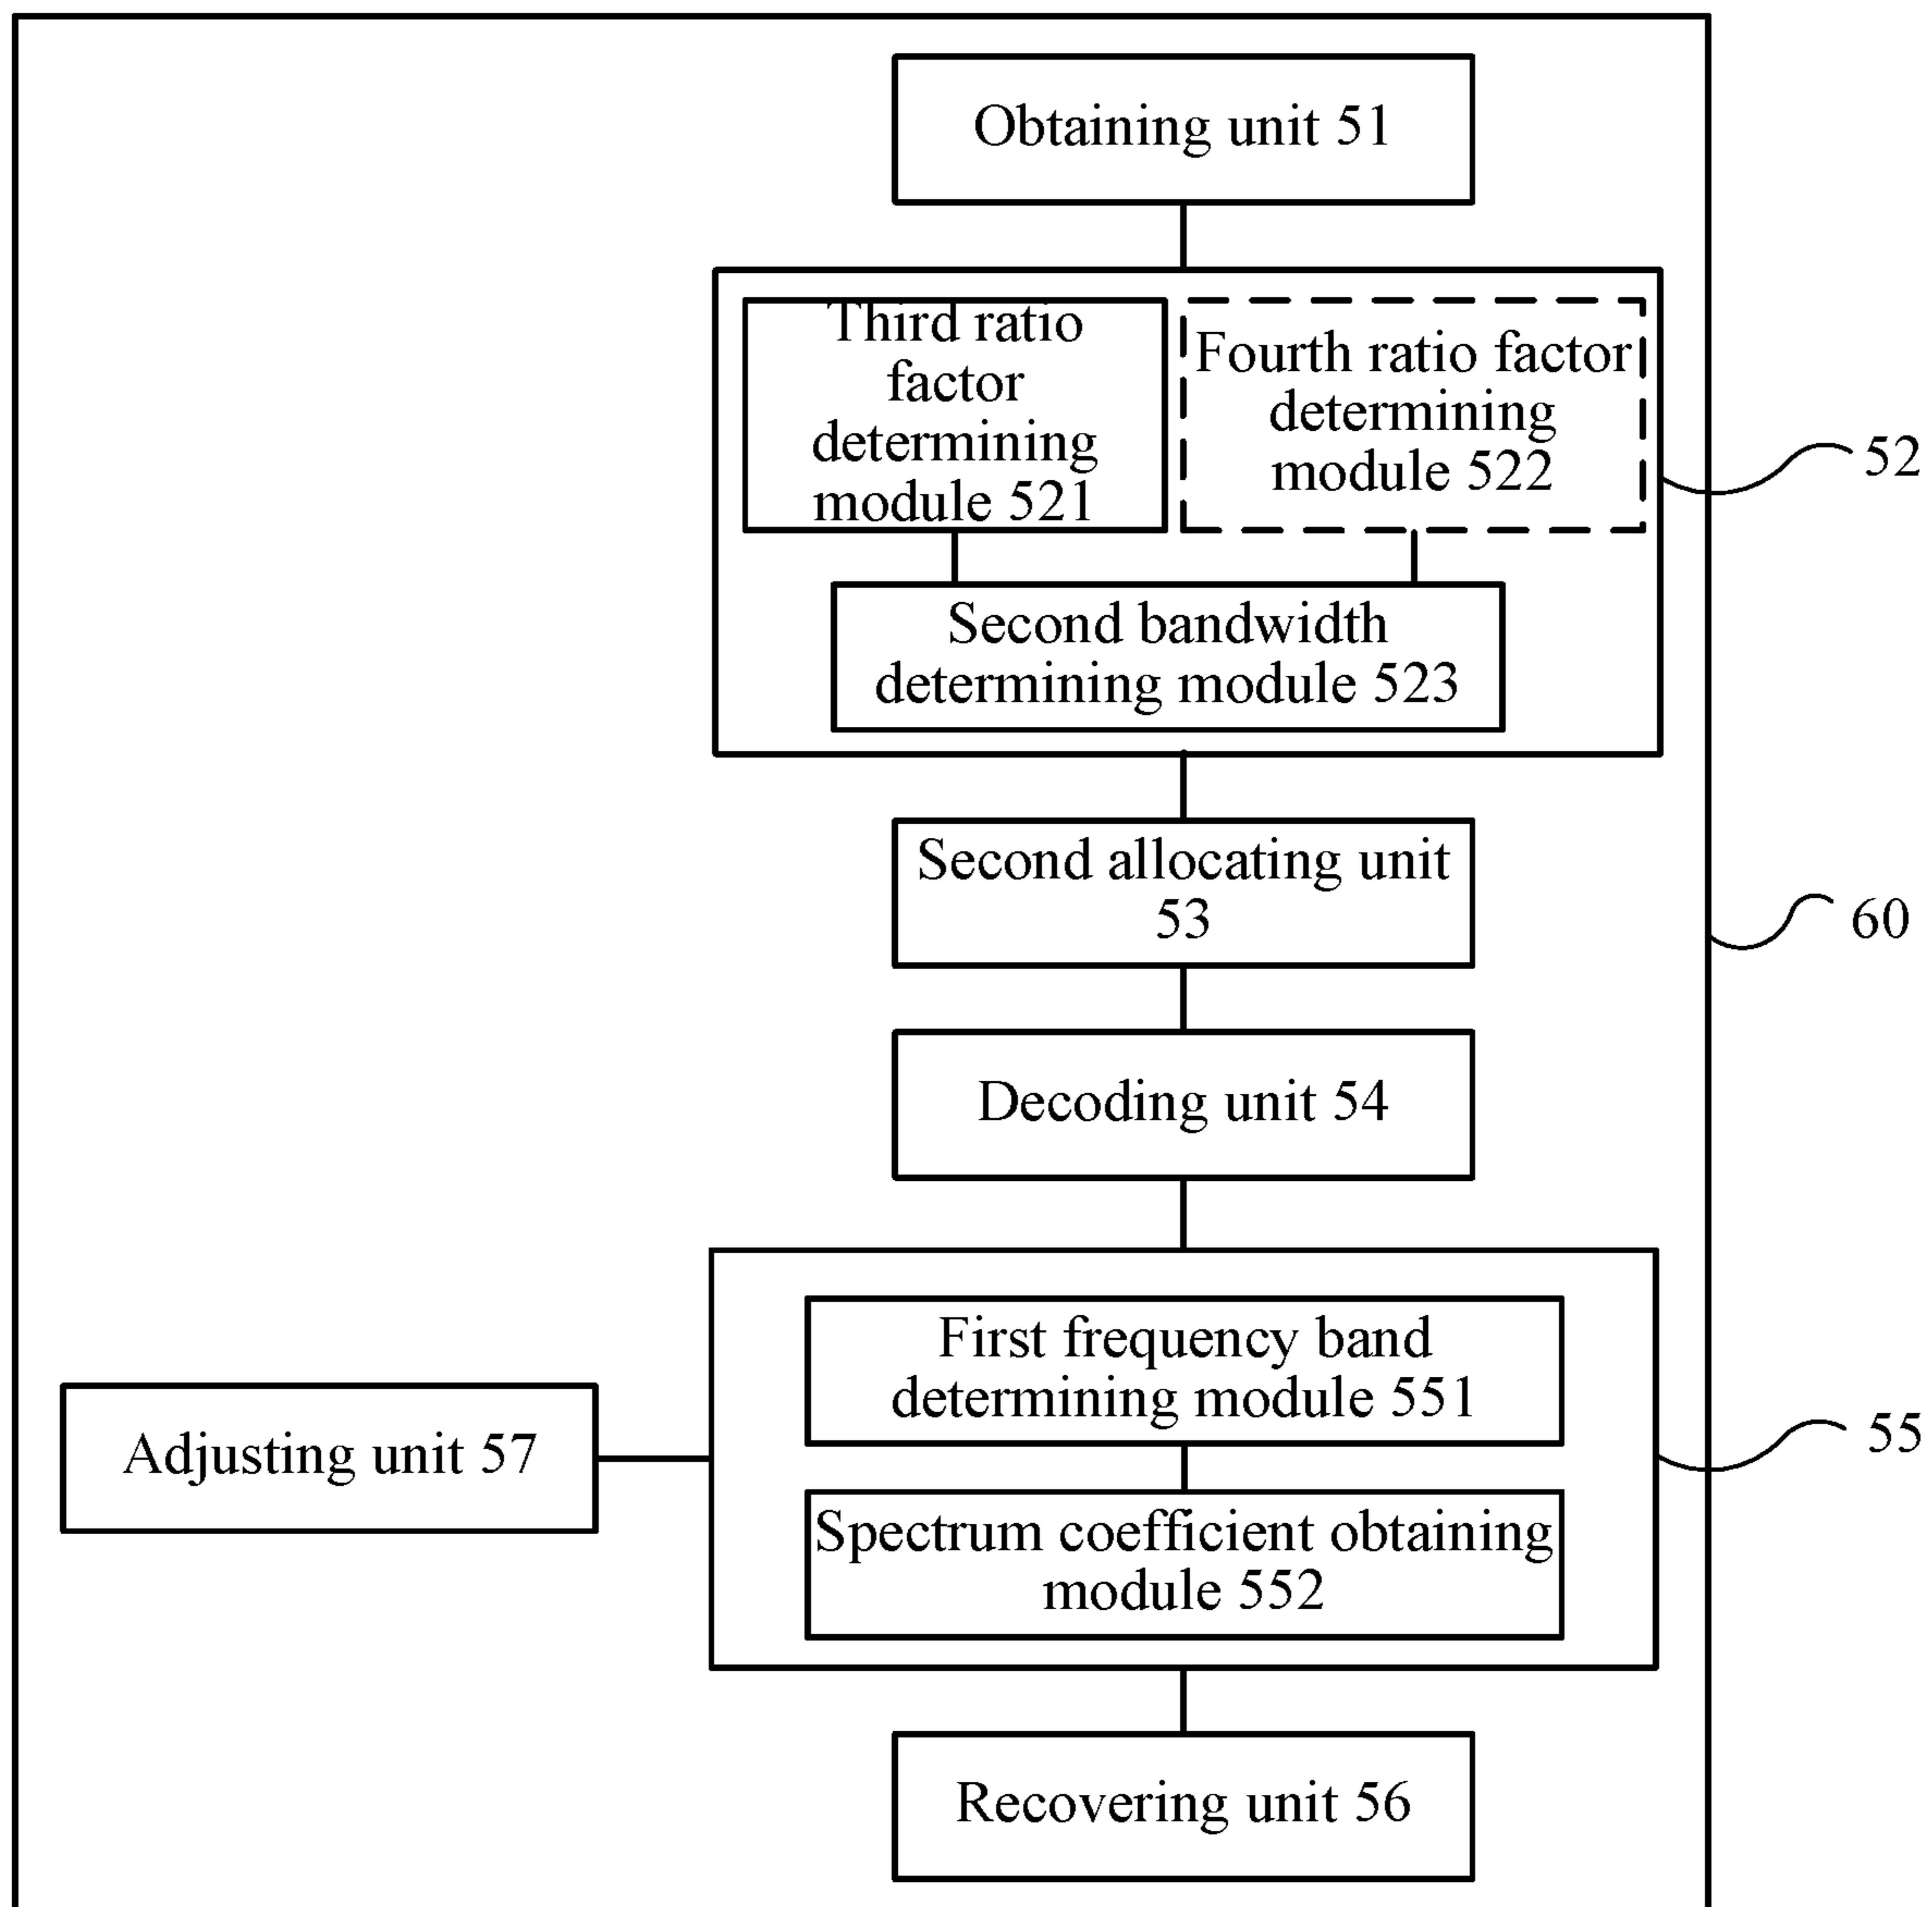 Obtaining unit 51
Third ratio
factor
determining
module 521
Fourth ratio factor
determining
module 522
52
Second bandwidth
determining module 523
Second allocating unit
53
60
Decoding unit 54
First frequency band
determining module 551
55
Adjusting unit 57
Spectrum coefficient obtaining
module 552
Recovering unit 56